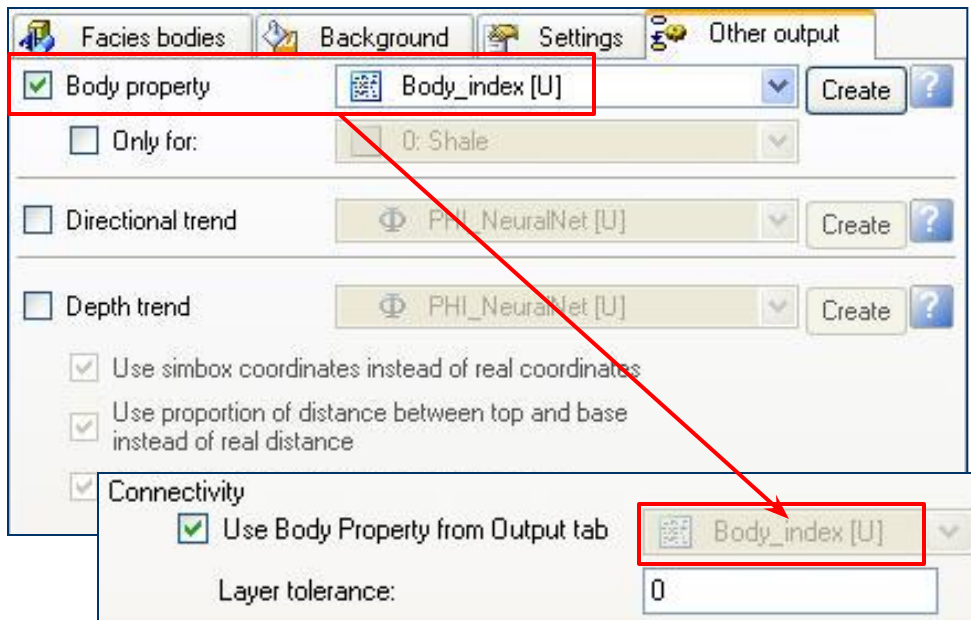 Facies bodies Background Settings Other output
Body property Body_index [U] Create ?
Only for: 0: Shale
Directional trend Φ PHI_NeuralNet [U] Create ?
Depth trend Φ PHI_NeuralNet [U] Create ?
Use simbox coordinates instead of real coordinates
Use proportion of distance between top and base
instead of real distance
Connectivity
Use Body Property from Output tab Body_index [U]
Layer tolerance: 0